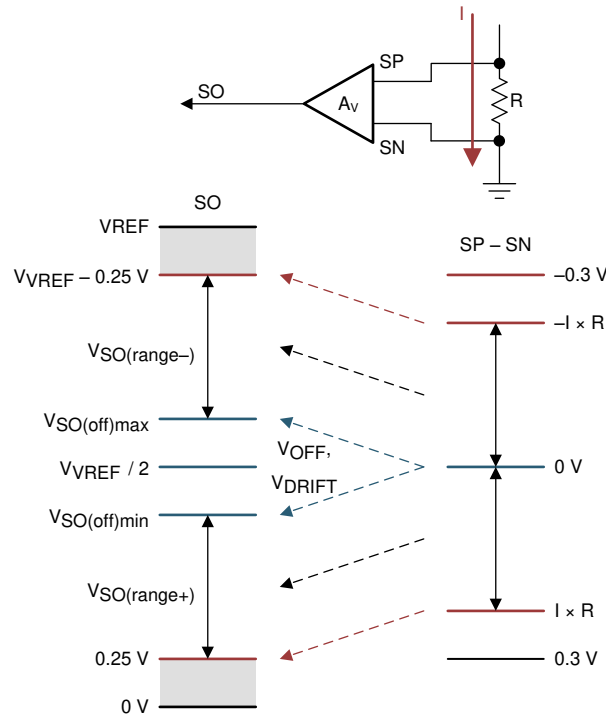 I
SP
SO
AV
R
SN
SO
VREF
SP – SN
VVREF – 0.25 V
–0.3 V
–I × R
VSO(range–)
VSO(off)max
VOFF,
VVREF / 2
0 V
VDRIFT
VSO(off)min
VSO(range+)
I × R
0.25 V
0.3 V
0 V